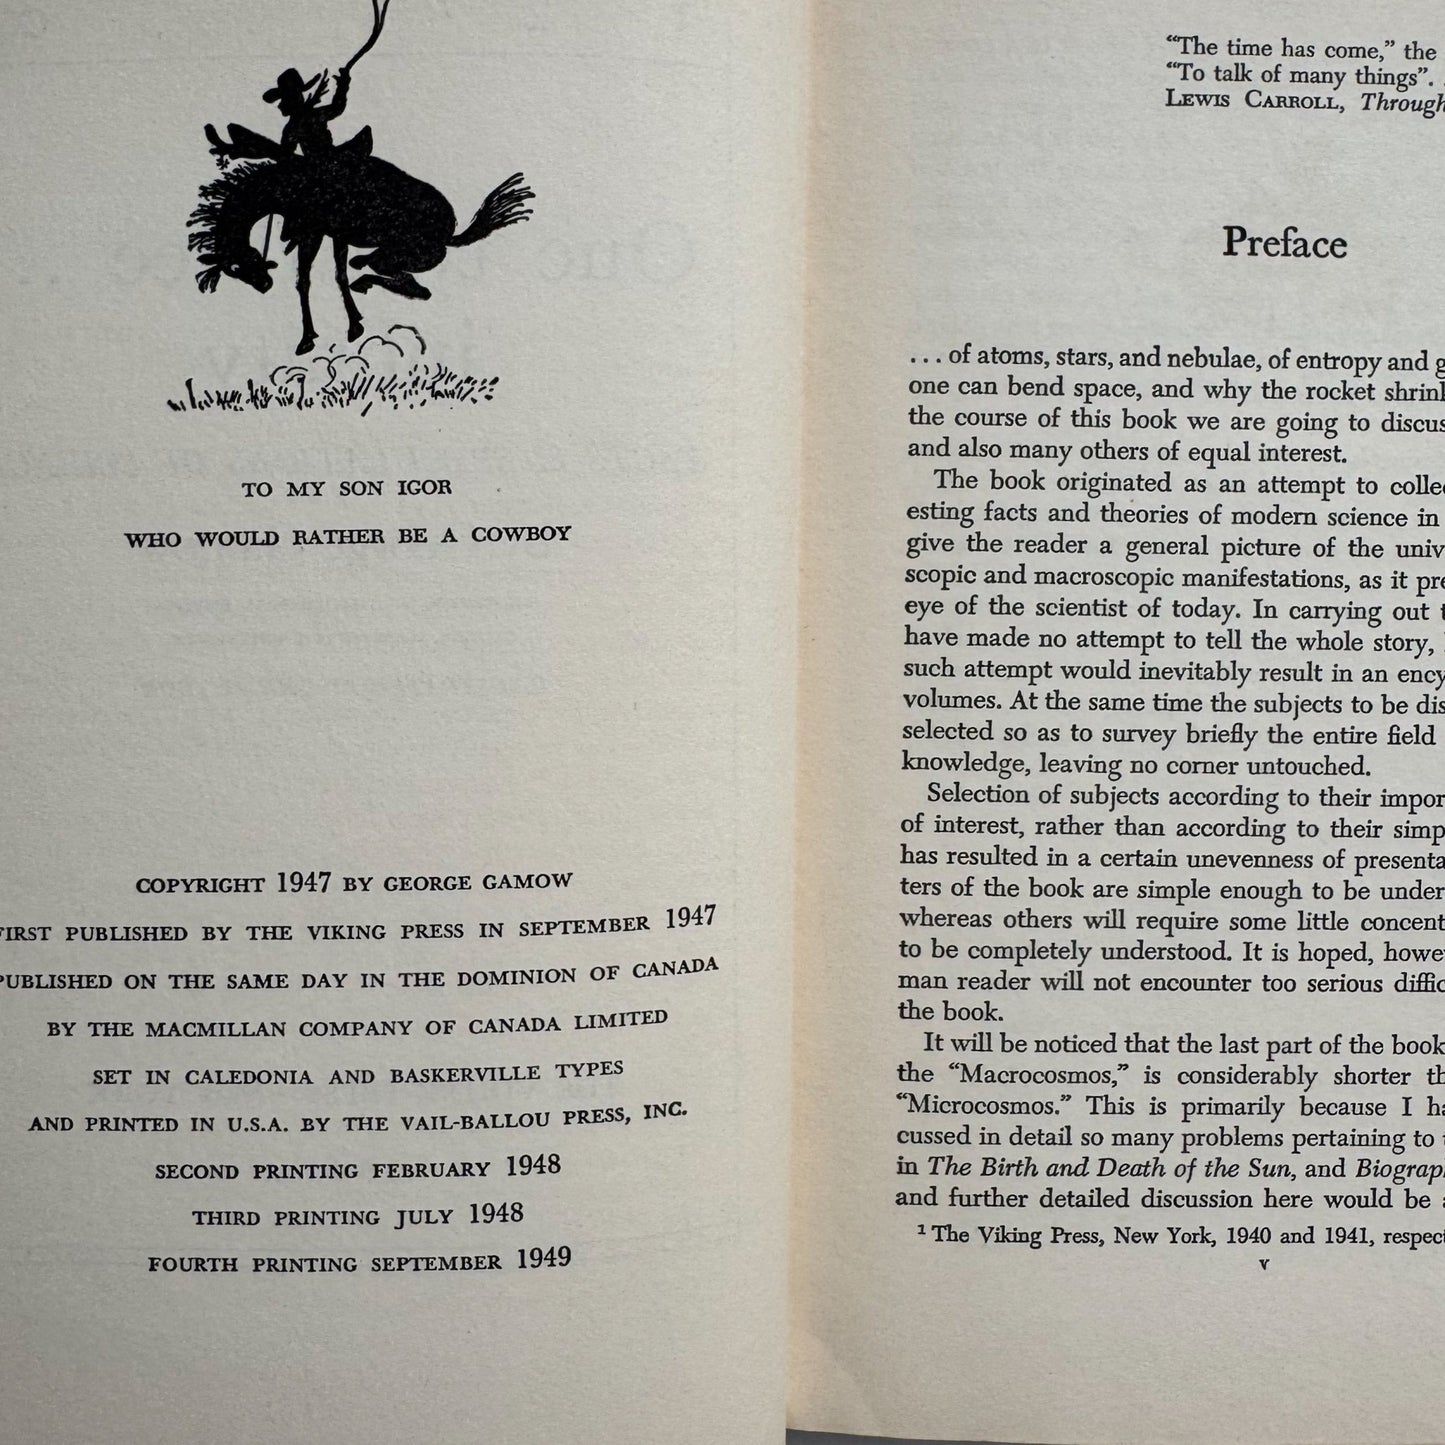 TO MY SON IGOR
WHO WOULD RATHER BE A COWBOY
COPYRIGHT 1947 BY GEORGE GAMOW
FIRST PUBLISHED BY THE VIKING PRESS IN SEPTEMBER 1947
PUBLISHED ON THE SAME DAY IN THE DOMINION OF CANADA
BY THE MACMILLAN COMPANY OF CANADA LIMITED
SET IN CALEDONIA AND BASKERVILLE TYPES
AND PRINTED IN U.S.A. BY THE VAIL-BALLOU PRESS, INC.
SECOND PRINTING FEBRUARY 1948
THIRD PRINTING JULY 1948
FOURTH PRINTING SEPTEMBER 1949
“The time has come,” the
“To talk of many things”.
LEWIS CARROLL, Through
Preface
... of atoms, stars, and nebulae, of entropy and
one can bend space, and why the rocket
the course of this book we are going to
and also many others of equal interest.
The book originated as an attempt to
esting facts and theories of modern science in
give the reader a general picture of the
scopic and macroscopic manifestations, as it
eye of the scientist of today. In carrying out
have made no attempt to tell the whole story,
such attempt would inevitably result in an
volumes. At the same time the subjects to be
selected so as to survey briefly the entire field
knowledge, leaving no corner untouched.
Selection of subjects according to their
of interest, rather than according to their
has resulted in a certain unevenness of
ters of the book are simple enough to be
whereas others will require some little
to be completely understood. It is hoped,
man reader will not encounter too serious
the book.
It will be noticed that the last part of the book
the “Macrocosmos,” is considerably shorter
“Microcosmos.” This is primarily because I
cussed in detail so many problems pertaining to
in The Birth and Death of the Sun, and
and further detailed discussion here would be
1 The Viking Press, New York, 1940 and 1941,
v